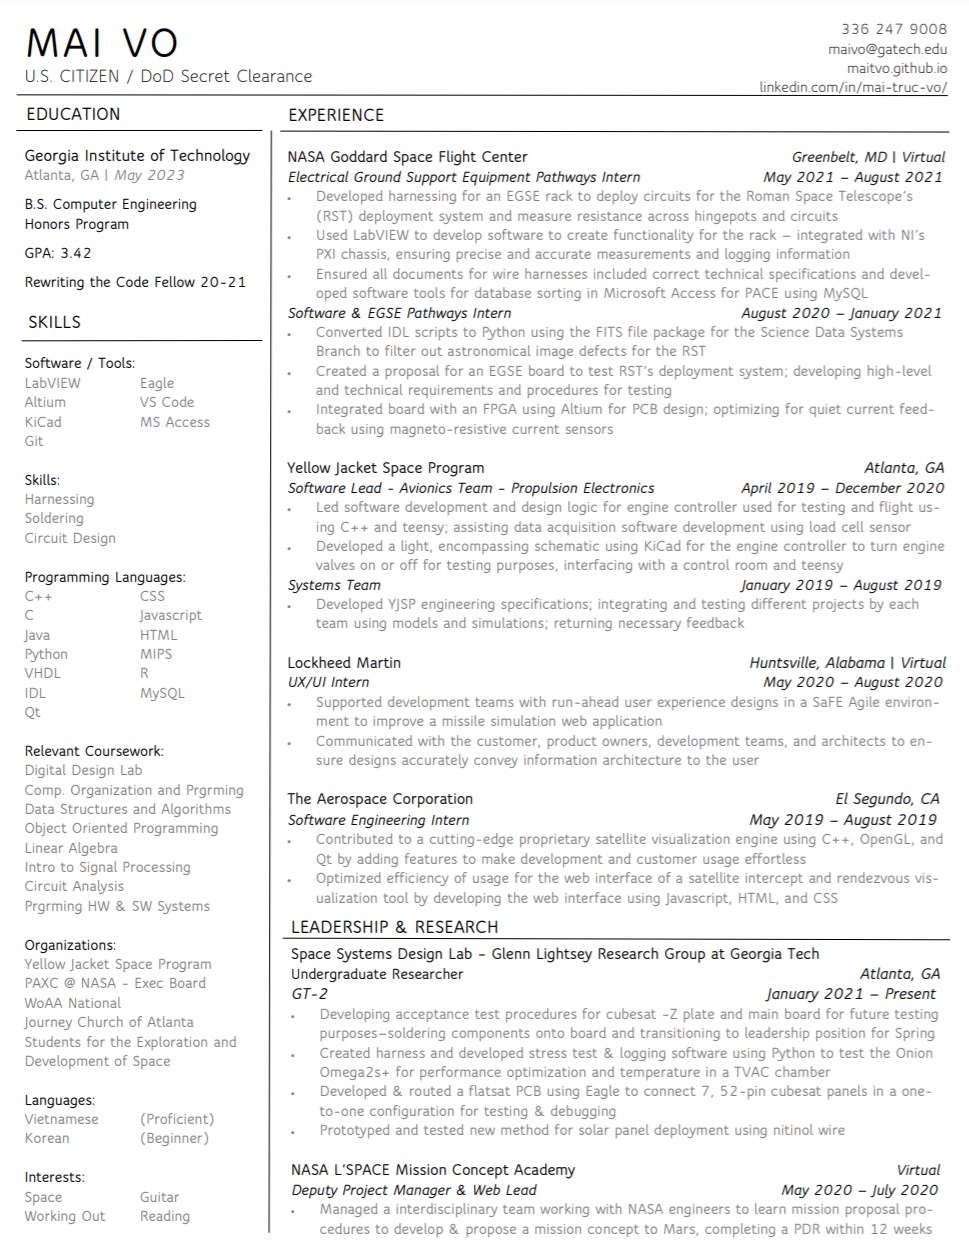 MAI VO
U.S. CITIZEN / DoD Secret Clearance
336 247 9008
maivo@gatech.edu
maitvo.github.io
linkedin.com/in/mai-truc-vo/
EDUCATION
Georgia Institute of Technology
Atlanta, GA | May 2023
B.S. Computer Engineering
Honors Program
GPA: 3.42
Rewriting the Code Fellow 20-21
SKILLS
Software / Tools:
LabVIEW Eagle
Altium VS Code
KiCad MS Access
Git
Skills:
Harnessing
Soldering
Circuit Design
Programming Languages:
C++ CSS
C Javascript
Java HTML
Python MIPS
VHDL R
IDL MySQL
Qt
Relevant Coursework:
Digital Design Lab
Comp. Organization and Prgrming
Data Structures and Algorithms
Object Oriented Programming
Linear Algebra
Intro to Signal Processing
Circuit Analysis
Prgrming HW & SW Systems
Organizations:
Yellow Jacket Space Program
PAXC @ NASA - Exec Board
WoAA National
Journey Church of Atlanta
Students for the Exploration and
Development of Space
Languages:
Vietnamese (Proficient)
Korean (Beginner)
Interests:
Space Guitar
Working Out Reading
EXPERIENCE
NASA Goddard Space Flight Center Greenbelt, MD | Virtual
Electrical Ground Support Equipment Pathways Intern May 2021 – August 2021
• Developed harnessing for an EGSE rack to deploy circuits for the Roman Space Telescope's
(RST) deployment system and measure resistance across hingepots and circuits
• Used LabVIEW to develop software to create functionality for the rack – integrated with NI's
PXI chassis, ensuring precise and accurate measurements and logging information
• Ensured all documents for wire harnesses included correct technical specifications and devel-
oped software tools for database sorting in Microsoft Access for PACE using MySQL
Software & EGSE Pathways Intern August 2020 – January 2021
• Converted IDL scripts to Python using the FITS file package for the Science Data Systems
Branch to filter out astronomical image defects for the RST
• Created a proposal for an EGSE board to test RST's deployment system; developing high-level
and technical requirements and procedures for testing
• Integrated board with an FPGA using Altium for PCB design; optimizing for quiet current feed-
back using magneto-resistive current sensors
Yellow Jacket Space Program Atlanta, GA
Software Lead - Avionics Team – Propulsion Electronics April 2019 – December 2020
• Led software development and design logic for engine controller used for testing and flight us-
ing C++ and teensy; assisting data acquisition software development using load cell sensor
• Developed a light, encompassing schematic using KiCad for the engine controller to turn engine
valves on or off for testing purposes, interfacing with a control room and teensy
Systems Team January 2019 – August 2019
• Developed YJSP engineering specifications; integrating and testing different projects by each
team using models and simulations; returning necessary feedback
Lockheed Martin Huntsville, Alabama | Virtual
UX/UI Intern May 2020 – August 2020
• Supported development teams with run-ahead user experience designs in a SaFE Agile environ-
ment to improve a missile simulation web application
• Communicated with the customer, product owners, development teams, and architects to en-
sure designs accurately convey information architecture to the user
The Aerospace Corporation El Segundo, CA
Software Engineering Intern May 2019 – August 2019
• Contributed to a cutting-edge proprietary satellite visualization engine using C++, OpenGL, and
Qt by adding features to make development and customer usage effortless
• Optimized efficiency of usage for the web interface of a satellite intercept and rendezvous vis-
ualization tool by developing the web interface using Javascript, HTML, and CSS
LEADERSHIP & RESEARCH
Space Systems Design Lab – Glenn Lightsey Research Group at Georgia Tech
Undergraduate Researcher Atlanta, GA
GT-2 January 2021 – Present
• Developing acceptance test procedures for cubesat –Z plate and main board for future testing
purposes—soldering components onto board and transitioning to leadership position for Spring
• Created harness and developed stress test & logging software using Python to test the Onion
Omega2s+ for performance optimization and temperature in a TVAC chamber
• Developed & routed a flatsat PCB using Eagle to connect 7, 52-pin cubesat panels in a one-
to-one configuration for testing & debugging
• Prototyped and tested new method for solar panel deployment using nitinol wire
NASA L'SPACE Mission Concept Academy Virtual
Deputy Project Manager & Web Lead May 2020 – July 2020
• Managed a interdisciplinary team working with NASA engineers to learn mission proposal pro-
cedures to develop & propose a mission concept to Mars, completing a PDR within 12 weeks